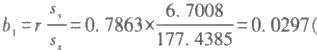 b₁ = r s_y / s_x = 0.7863 × 6.7008 / 177.4385 = 0.0297 (